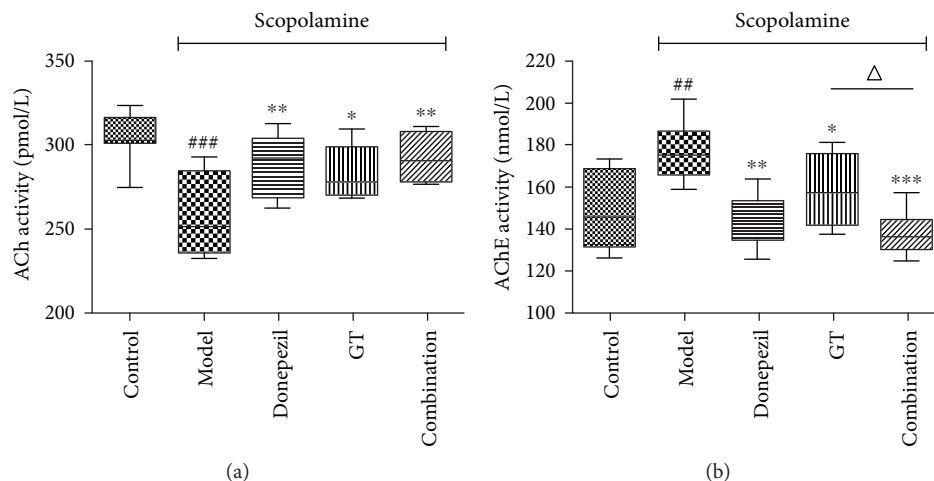 Scopolamine
350
300
250
200
ACh activity (pmol/L)
###
**
*
**
Control
Model
Donepezil
GT
Combination
(a)
Scopolamine
220
200
180
160
140
120
100
AChE activity (nmol/L)
##
**
*
***
△
Control
Model
Donepezil
GT
Combination
(b)